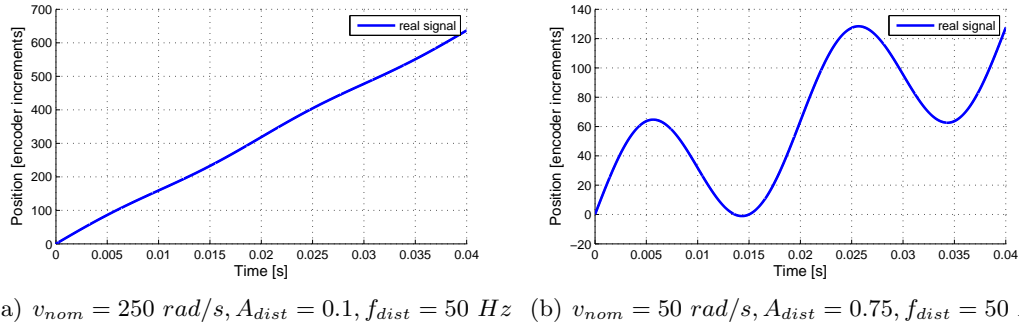 700
600
500
400
300
200
100
0
0 0.005 0.01 0.015 0.02 0.025 0.03 0.035 0.04
Position [encoder increments]
Time [s]
real signal
140
120
100
80
60
40
20
0
−20
0 0.005 0.01 0.015 0.02 0.025 0.03 0.035 0.04
Position [encoder increments]
Time [s]
real signal
a) v_nom = 250 rad/s, A_dist = 0.1, f_dist = 50 Hz
(b) v_nom = 50 rad/s, A_dist = 0.75, f_dist = 50